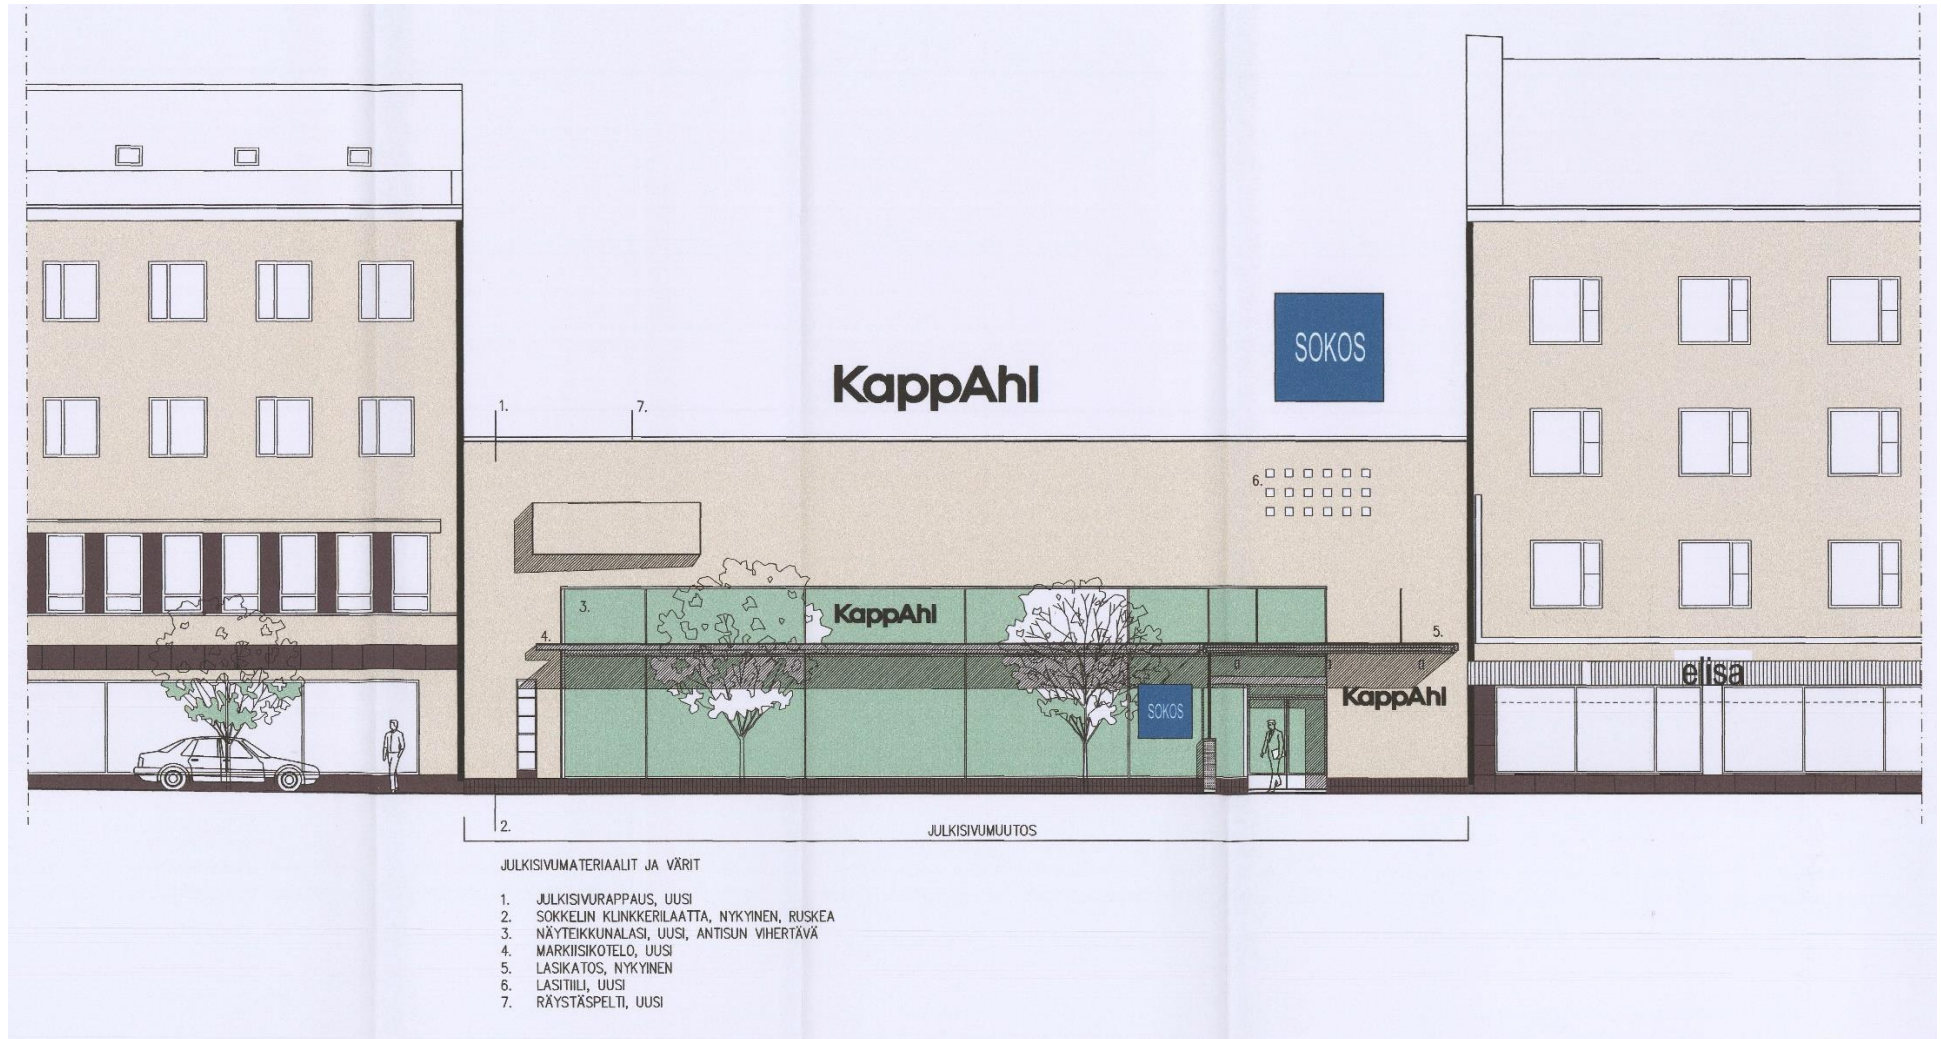 SOKOS
KappAhl
1.
7.
6.
3.
KappAhl
4.
5.
elisa
KappAhl
SOKOS
2.
JULKISIVUMUUTOS
JULKISIVUMATERIAALIT JA VÄRIT
1. JULKISIVURAPPAUS, UUSI
2. SOKKELIN KLINKKERILAATTA, NYKYINEN, RUSKEA
3. NÄYTEIKKUNALASI, UUSI, ANTISUN VIHERTÄVÄ
4. MARKIISIKOTELO, UUSI
5. LASIKATOS, NYKYINEN
6. LASITIILI, UUSI
7. RÄYSTÄSPELTI, UUSI